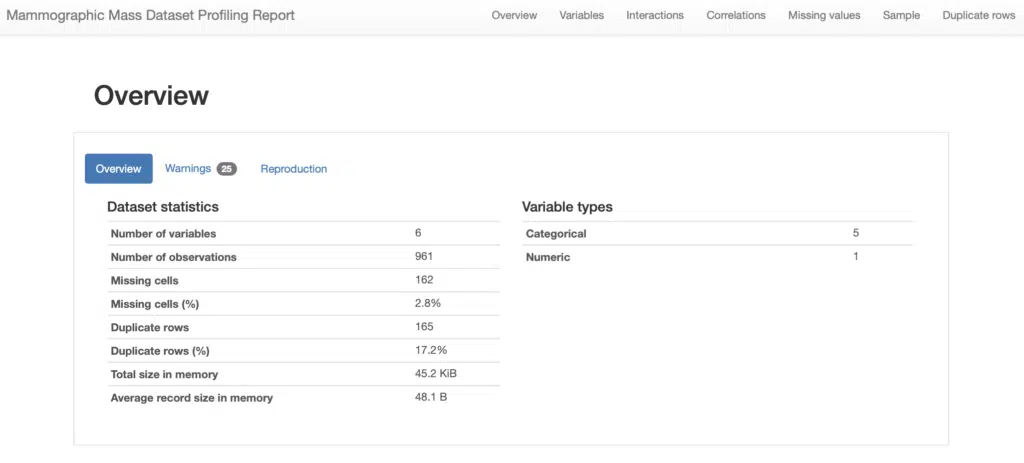 Mammographic Mass Dataset Profiling Report Overview Variables Interactions Correlations Missing values Sample Duplicate rows
Overview
Overview Warnings 25 Reproduction
Dataset statistics
Number of variables 6
Number of observations 961
Missing cells 162
Missing cells (%) 2.8%
Duplicate rows 165
Duplicate rows (%) 17.2%
Total size in memory 45.2 KiB
Average record size in memory 48.1 B
Variable types
Categorical 5
Numeric 1